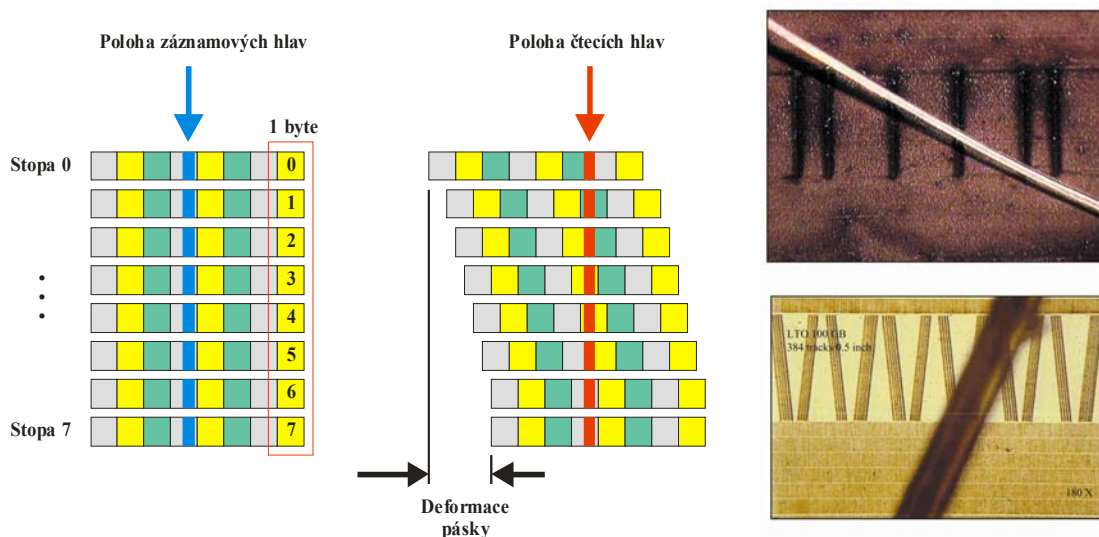 Poloha záznamových hlav
Poloha čtecích hlav
1 byte
Stopa 0
0
1
2
3
4
5
6
Stopa 7
7
Deformace
pásky
LTO 100 GB
384 tracks/0.5 inch
180 X